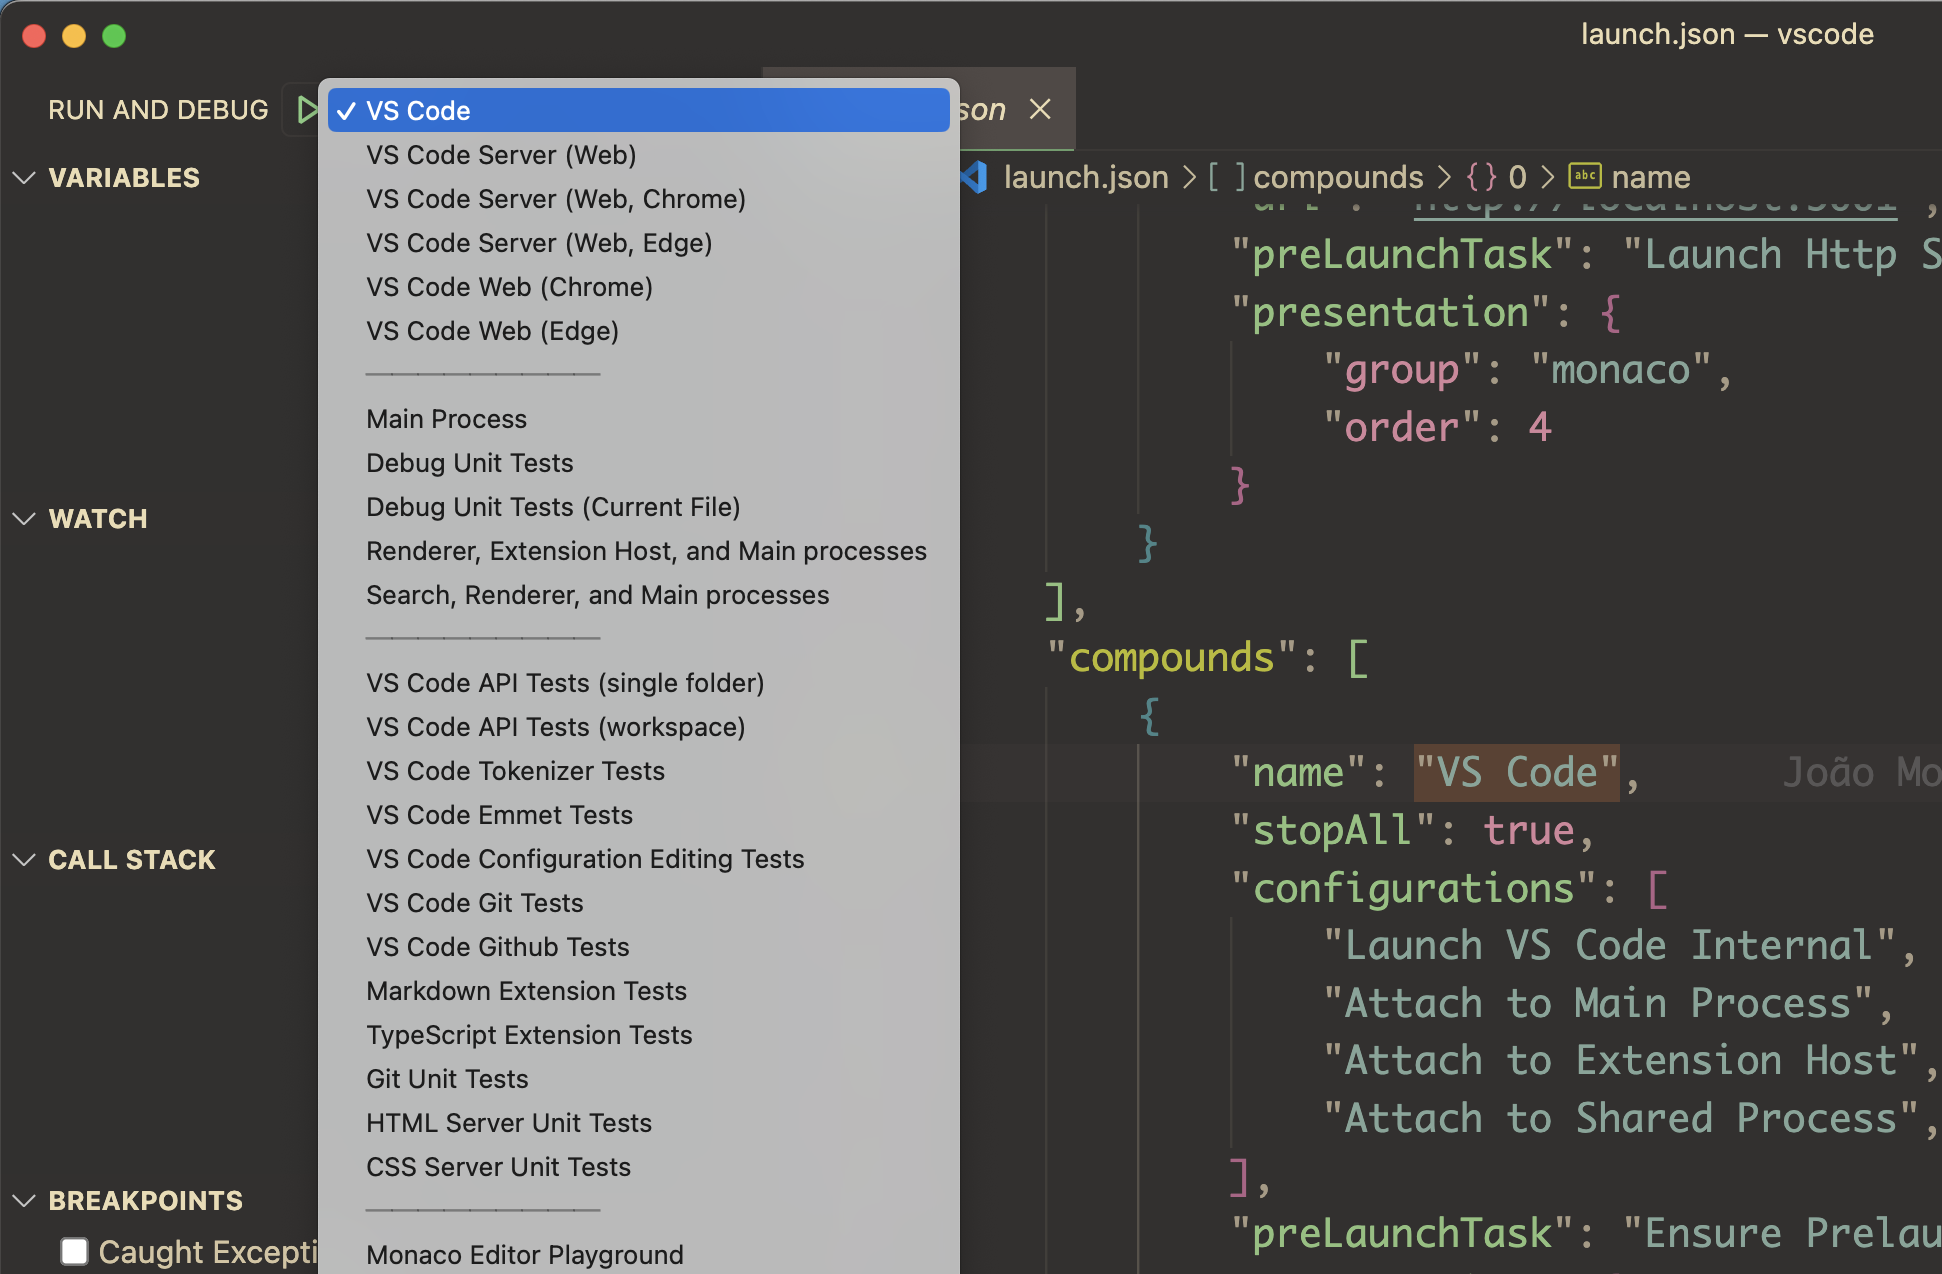 launch.json — vscode
RUN AND DEBUG
VARIABLES
WATCH
CALL STACK
BREAKPOINTS
Caught Excepti
VS Code
VS Code Server (Web)
VS Code Server (Web, Chrome)
VS Code Server (Web, Edge)
VS Code Web (Chrome)
VS Code Web (Edge)
Main Process
Debug Unit Tests
Debug Unit Tests (Current File)
Renderer, Extension Host, and Main processes
Search, Renderer, and Main processes
VS Code API Tests (single folder)
VS Code API Tests (workspace)
VS Code Tokenizer Tests
VS Code Emmet Tests
VS Code Configuration Editing Tests
VS Code Git Tests
VS Code Github Tests
Markdown Extension Tests
TypeScript Extension Tests
Git Unit Tests
HTML Server Unit Tests
CSS Server Unit Tests
Monaco Editor Playground
son
launch.json > [ ] compounds > {} 0 > abc name
"preLaunchTask": "Launch Http S
"presentation": {
"group": "monaco",
"order": 4
}
}
],
"compounds": [
{
"name": "VS Code", João Mo
"stopAll": true,
"configurations": [
"Launch VS Code Internal",
"Attach to Main Process",
"Attach to Extension Host",
"Attach to Shared Process",
],
"preLaunchTask": "Ensure Prelau